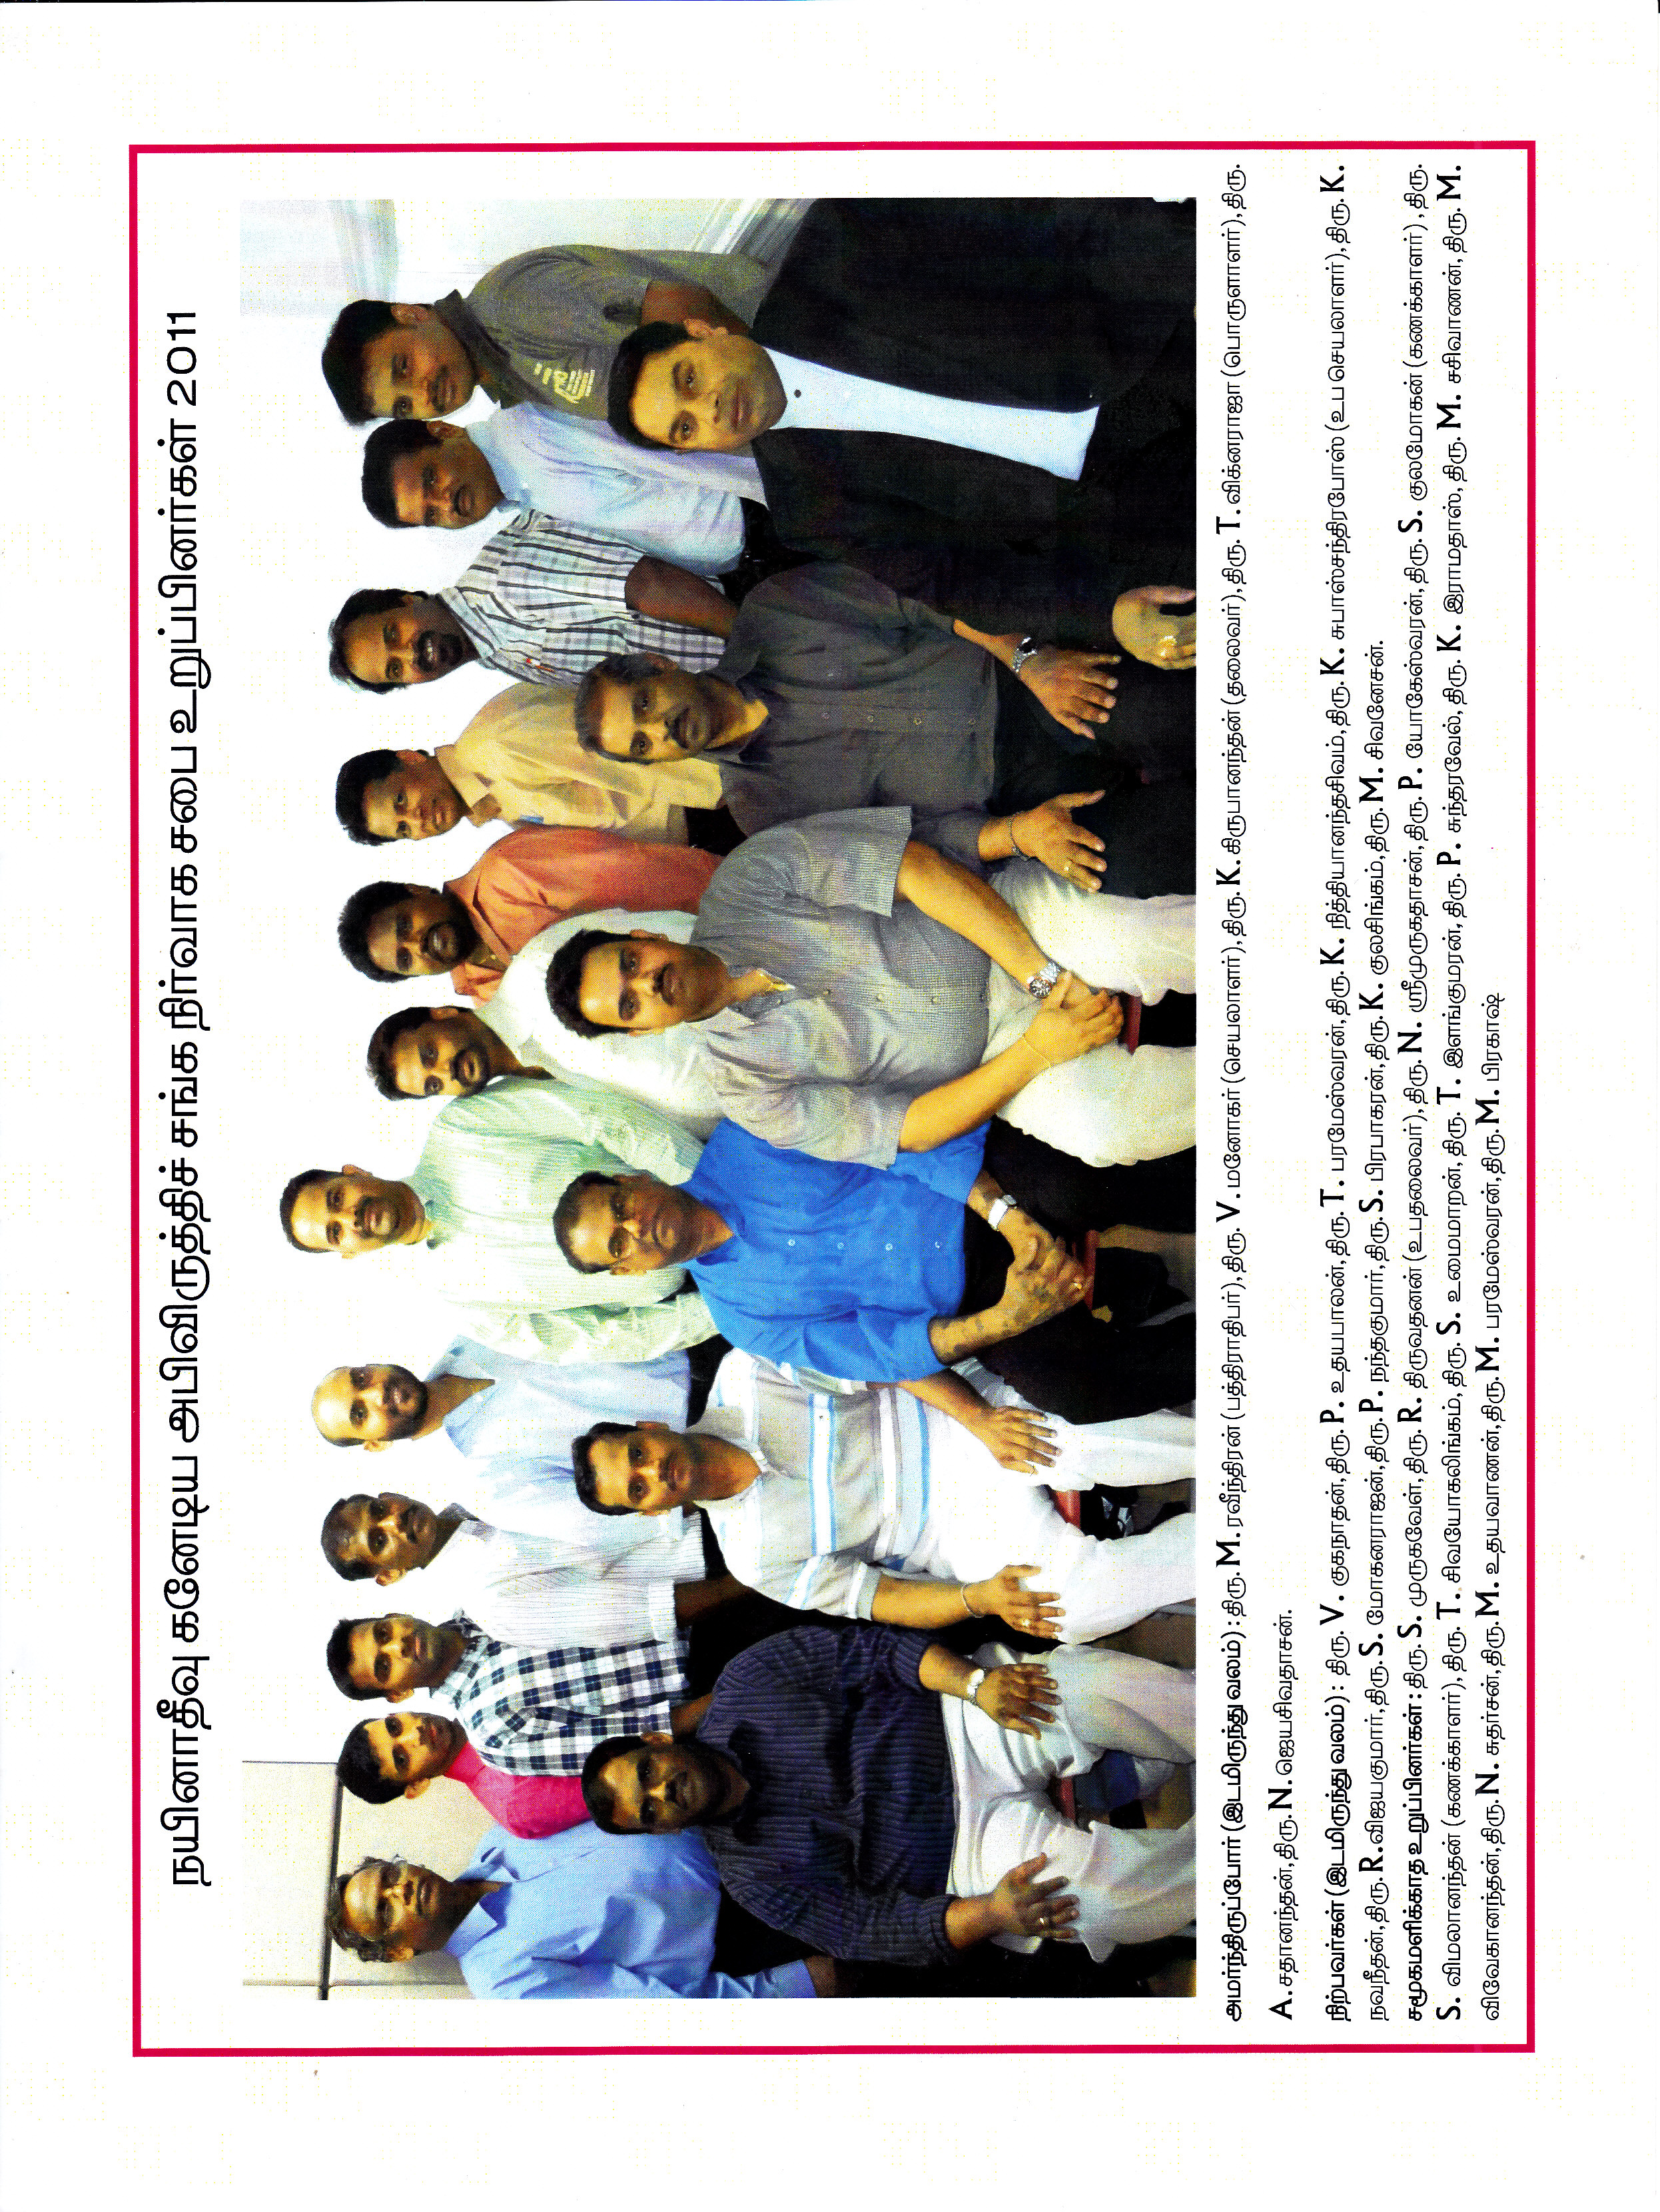 நயினாதீவு கனேடிய அபிவிருத்திச் சங்க நிர்வாக சபை உறுப்பினர்கள் 2011
அமர்ந்திருப்போர் (இடமிருந்து வலம்) : திரு. M. ரவீந்திரன் (பத்திராதிபர்), திரு. V. மனோகர் (செயலாளர்), திரு. K. கிருபானந்தன் (தலைவர்), திரு. T. விக்னராஜா (பொருளாளர்), திரு.
A. சதானந்தன், திரு. N. ஜெயசிவதாசன்.
நிற்பவர்கள் (இடமிருந்து வலம்) : திரு. V. குகநாதன், திரு. P. உதயபாலன், திரு. T. பரமேஸ்வரன், திரு. K. நித்தியானந்தசிவம், திரு. K. சுபாஸ்சந்திரபோஸ் (உப செயலாளர்), திரு. K.
நவநீதன், திரு. R. விஜயகுமார், திரு. S. மோகனராஜன், திரு. P. நந்தகுமார், திரு. S. பிரபாகரன், திரு. K. குலசிங்கம், திரு. M. சிவனேசன்.
சமூகமளிக்காத உறுப்பினர்கள் : திரு. S. முருகவேள், திரு. R. திருவதனன் (உபதலைவர்), திரு. N. ஸ்ரீமுருகதாசன், திரு. P. யோகேஸ்வரன், திரு. S. குலமோகன் (கணக்காளர்) , திரு.
S. விமலானந்தன் (கணக்காளர்), திரு. T. சிவயோகலிங்கம், திரு. S. உமைமாறன், திரு. T. இளங்குமரன், திரு. P. சுந்தரவேல், திரு. K. இராமதாஸ், திரு. M. சசிவாணன், திரு. M.
விவேகானந்தன், திரு. N. சுதர்சன், திரு. M. உதயவாணன், திரு. M. பரமேஸ்வரன், திரு. M. பிரகாஷ்